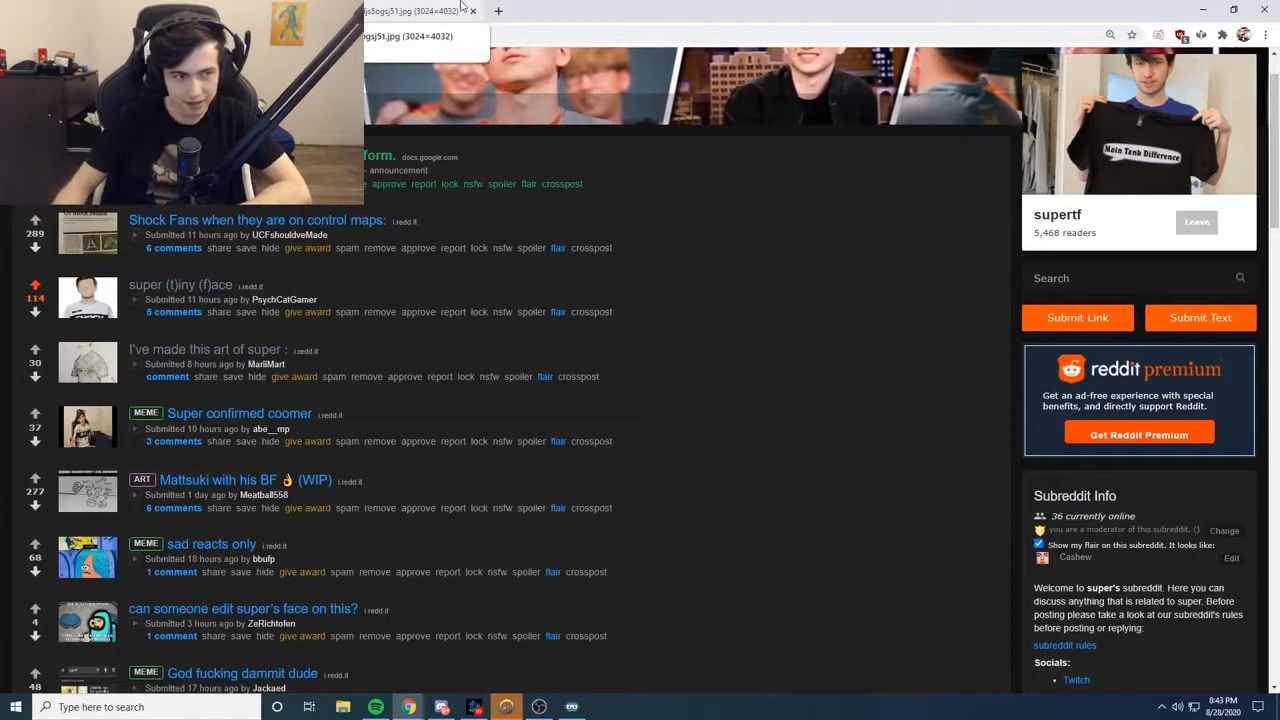 js5ogsj51.jpg (3024×4032)
ogsj51.jpg (3024×4032)
form. docs.google.com
- announcement
approve report lock nsfw spoiler flair crosspost
Main Tank Difference
supertf
Leave
5,468 readers
Search
Submit Link Submit Text
reddit premium
Get an ad-free experience with special
benefits, and directly support Reddit.
Get Reddit Premium
Subreddit Info
36 currently online
you are a moderator of this subreddit. () Change
Show my flair on this subreddit. It looks like:
Cashew Edit
Welcome to super's subreddit. Here you can
discuss anything that is related to super. Before
posting please take a look at our subreddit's rules
before posting or replying:
subreddit rules
Socials:
• Twitch
289
Shock Fans when they are on control maps: i.redd.it
Submitted 11 hours ago by UCFshouldveMade
6 comments share save hide give award spam remove approve report lock nsfw spoiler flair crosspost
114
super (t)iny (f)ace i.redd.it
Submitted 11 hours ago by PsychCatGamer
5 comments share save hide give award spam remove approve report lock nsfw spoiler flair crosspost
30
I've made this art of super : i.redd.it
Submitted 8 hours ago by MariiMart
comment share save hide give award spam remove approve report lock nsfw spoiler flair crosspost
37
MEME Super confirmed coomer i.redd.it
Submitted 10 hours ago by abe__mp
3 comments share save hide give award spam remove approve report lock nsfw spoiler flair crosspost
277
ART Mattsuki with his BF 👌 (WIP) i.redd.it
Submitted 1 day ago by Meatball558
6 comments share save hide give award spam remove approve report lock nsfw spoiler flair crosspost
68
MEME sad reacts only i.redd.it
Submitted 18 hours ago by bbufp
1 comment share save hide give award spam remove approve report lock nsfw spoiler flair crosspost
4
can someone edit super's face on this? i.redd.it
Submitted 3 hours ago by ZeRichtofen
1 comment share save hide give award spam remove approve report lock nsfw spoiler flair crosspost
48
MEME God fucking dammit dude i.redd.it
Submitted 17 hours ago by Jackaed
Type here to search
8:43 PM
8/28/2020